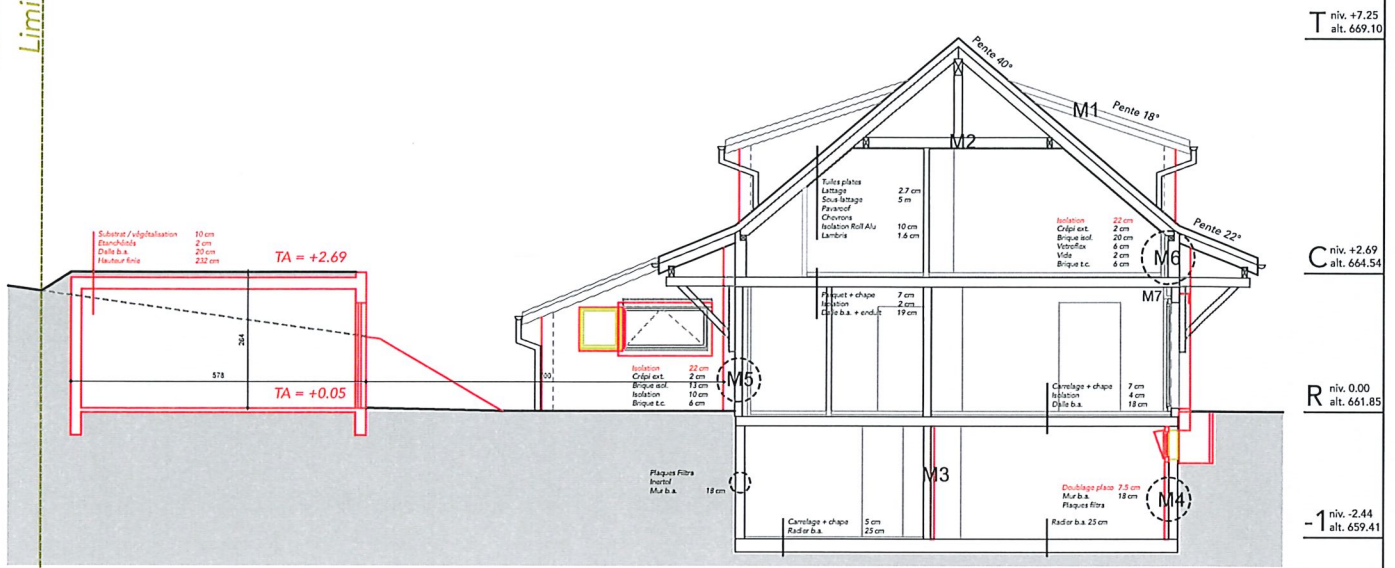 Limi
T niv. +7.25
alt. 669.10
Pente 40°
M1 Pente 18°
M2
Tuiles plates
Lattage 2.7 cm
Sous-lattage 5 m
Pavaroof
Chevrons
Isolation Roll Alu 10 cm
Lambris 1.6 cm
Isolation 22 cm
Crépi ext. 2 cm
Brique isol. 20 cm
Vetroflex 6 cm
Vide 2 cm
Brique t.c. 6 cm
Pente 22°
M6
C niv. +2.69
alt. 664.54
Substrat / végétalisation 10 cm
Etanchéités 2 cm
Dalle b.a. 20 cm
Hauteur finie 232 cm
TA = +2.69
M7
Parquet + chape 7 cm
Isolation 2 cm
Dalle b.a. + enduit 19 cm
264
578
TA = +0.05
Isolation 22 cm
Crépi ext. 2 cm
Brique isol. 13 cm
Isolation 10 cm
Brique t.c. 6 cm
M5
Carrelage + chape 7 cm
Isolation 4 cm
Dalle b.a. 18 cm
R niv. 0.00
alt. 661.85
Plaques Filtra
Inertol
Mur b.a. 18 cm
M3
Doublage placo 7.5 cm
Mur b.a. 18 cm
Plaques filtra
M4
Carrelage + chape 5 cm
Radier b.a. 25 cm
Radier b.a. 25 cm
-1 niv. -2.44
alt. 659.41